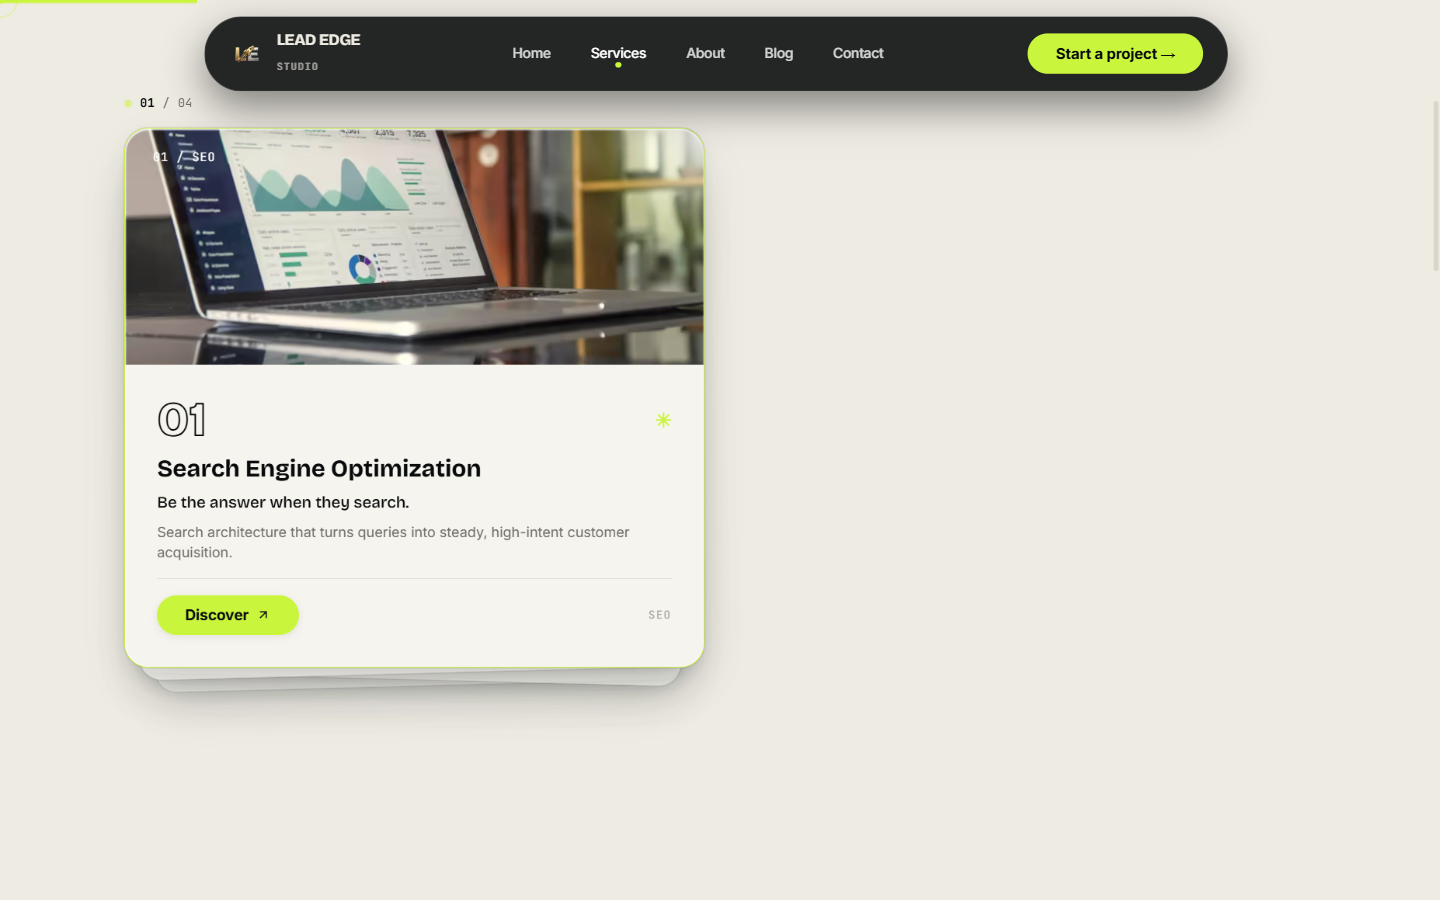 LEAD EDGE
STUDIO
Home
Services
About
Blog
Contact
Start a project →
01 / 04
01 / SEO
01
Search Engine Optimization
Be the answer when they search.
Search architecture that turns queries into steady, high-intent customer
acquisition.
Discover
SEO